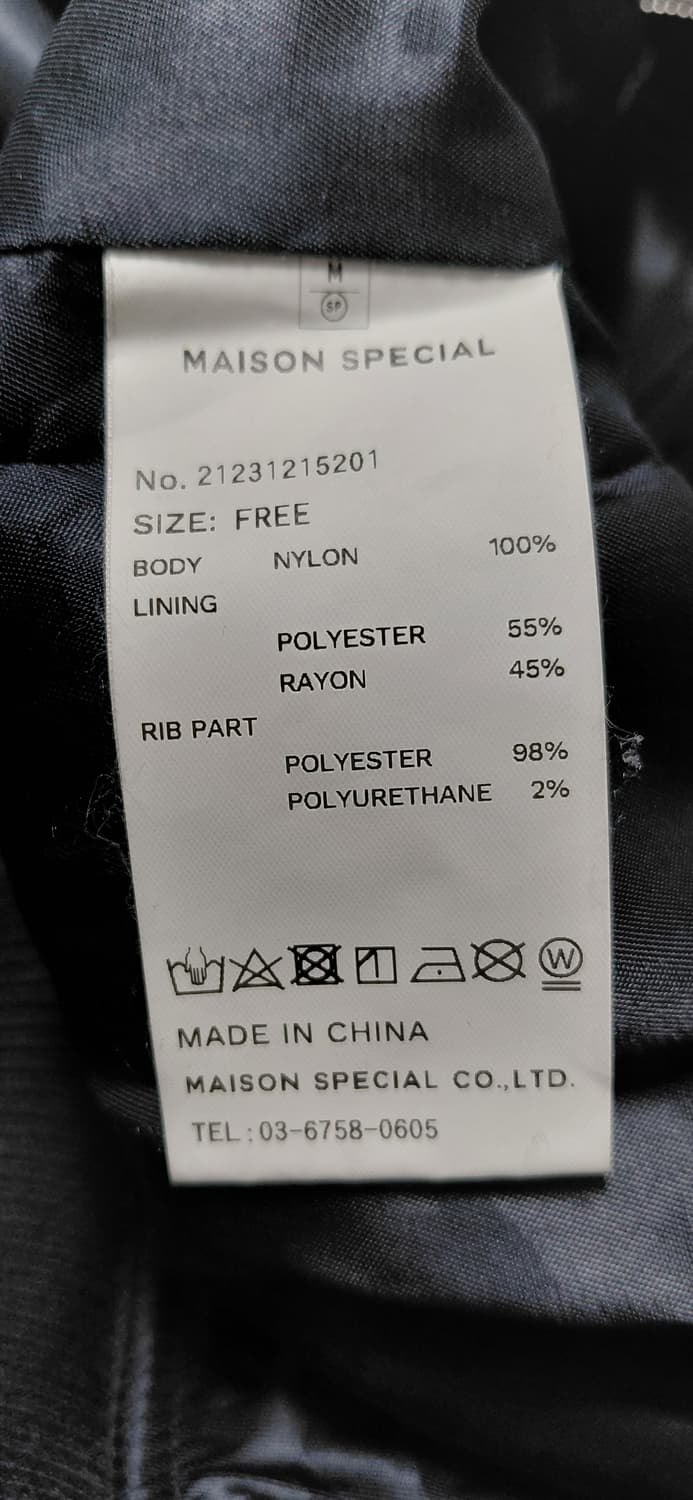 M
SP
MAISON SPECIAL
No. 21231215201
SIZE: FREE
BODY NYLON 100%
LINING
POLYESTER 55%
RAYON 45%
RIB PART
POLYESTER 98%
POLYURETHANE 2%
W
MADE IN CHINA
MAISON SPECIAL CO.,LTD.
TEL:03-6758-0605